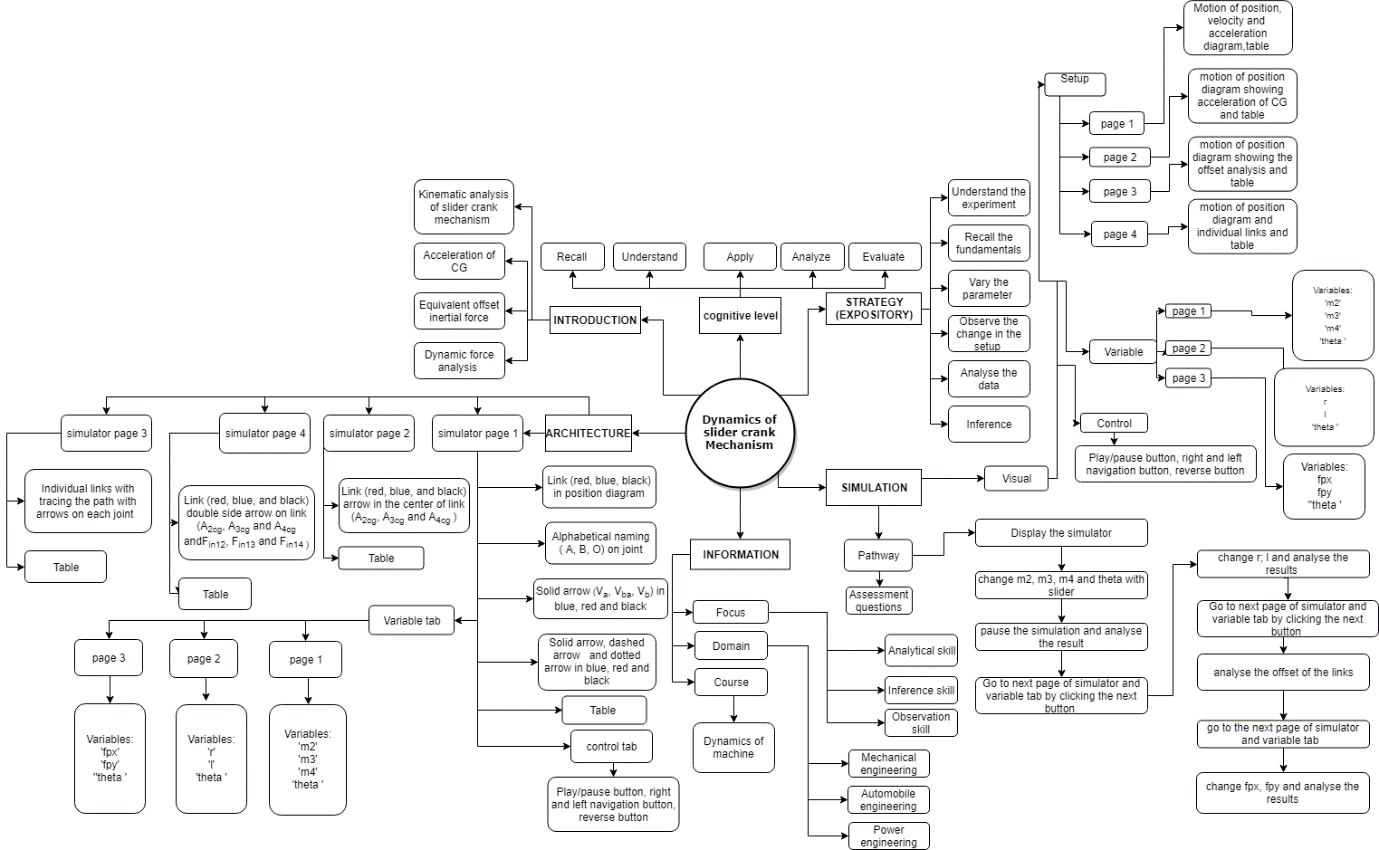 Motion of position,
velocity and
acceleration
diagram,table
Setup
motion of position
diagram showing
acceleration of CG
and table
page 1
page 2
motion of position
diagram showing the
offset analysis and
table
page 3
motion of position
diagram and
individual links and
table
page 4
Kinematic analysis
of slider crank
mechanism
Acceleration of
CG
Equivalent offset
inertial force
Dynamic force
analysis
INTRODUCTION
Recall
Understand
Apply
Analyze
Evaluate
cognitive level
STRATEGY
(EXPOSITORY)
Understand the
experiment
Recall the
fundamentals
Vary the
parameter
Observe the
change in the
setup
Analyse the
data
Inference
Variable
page 1
page 2
page 3
Variables:
'm2'
'm3'
'm4'
'theta '
Variables:
r
l
'theta '
Variables:
fpx
fpy
"theta '
Control
Play/pause button, right and left
navigation button, reverse button
Dynamics of
slider crank
Mechanism
simulator page 3
simulator page 4
simulator page 2
simulator page 1
ARCHITECTURE
Individual links with
tracing the path with
arrows on each joint
Table
Link (red, blue, and black)
double side arrow on link
(A2cg, A3cg and A4cg
andFin12, Fin13 and Fin14 )
Table
Link (red, blue, and black)
arrow in the center of link
(A2cg, A3cg and A4cg )
Table
Link (red, blue, black)
in position diagram
Alphabetical naming
( A, B, O) on joint
Solid arrow (Va, Vba, Vb) in
blue, red and black
Solid arrow, dashed
arrow and dotted
arrow in blue, red and
black
Table
control tab
Play/pause button, right
and left navigation button,
reverse button
Variable tab
page 3
page 2
page 1
Variables:
'fpx'
'fpy'
"theta '
Variables:
'r'
'l'
'theta '
Variables:
'm2'
'm3'
'm4'
'theta '
INFORMATION
Focus
Domain
Course
Dynamics of
machine
Analytical skill
Inference skill
Observation
skill
Mechanical
engineering
Automobile
engineering
Power
engineering
SIMULATION
Visual
Pathway
Assessment
questions
Display the simulator
change m2, m3, m4 and theta with
slider
pause the simulation and analyse
the result
Go to next page of simulator and
variable tab by clicking the next
button
change r, l and analyse the
results
Go to next page of simulator and
variable tab by clicking the next
button
analyse the offset of the links
go to the next page of simulator
and variable tab
change fpx, fpy and analyse the
results